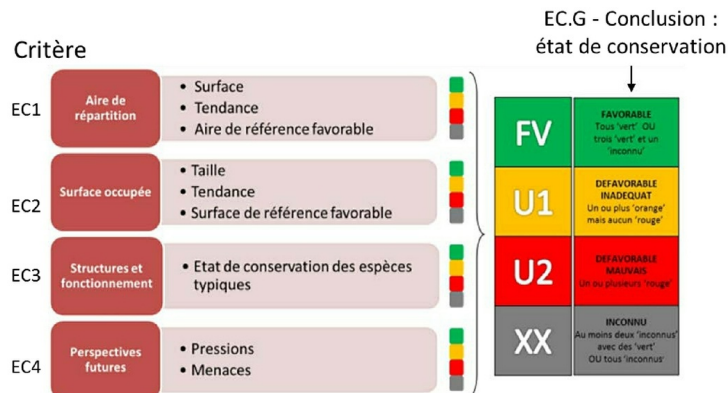 EC.G - Conclusion :
état de conservation
Critère
EC1
Aire de
répartition
• Surface
• Tendance
• Aire de référence favorable
EC2
Surface occupée
• Taille
• Tendance
• Surface de référence favorable
EC3
Structures et
fonctionnement
• Etat de conservation des espèces
typiques
EC4
Perspectives
futures
• Pressions
• Menaces
FV
FAVORABLE
Tous 'vert' OU
trois 'vert' et un
'inconnu'
U1
DEFAVORABLE
INADEQUAT
Un ou plus 'orange'
mais aucun 'rouge'
U2
DEFAVORABLE
MAUVAIS
Un ou plusieurs 'rouge'
XX
INCONNU
Au moins deux 'inconnus'
avec des 'vert'
OU tous 'inconnus'